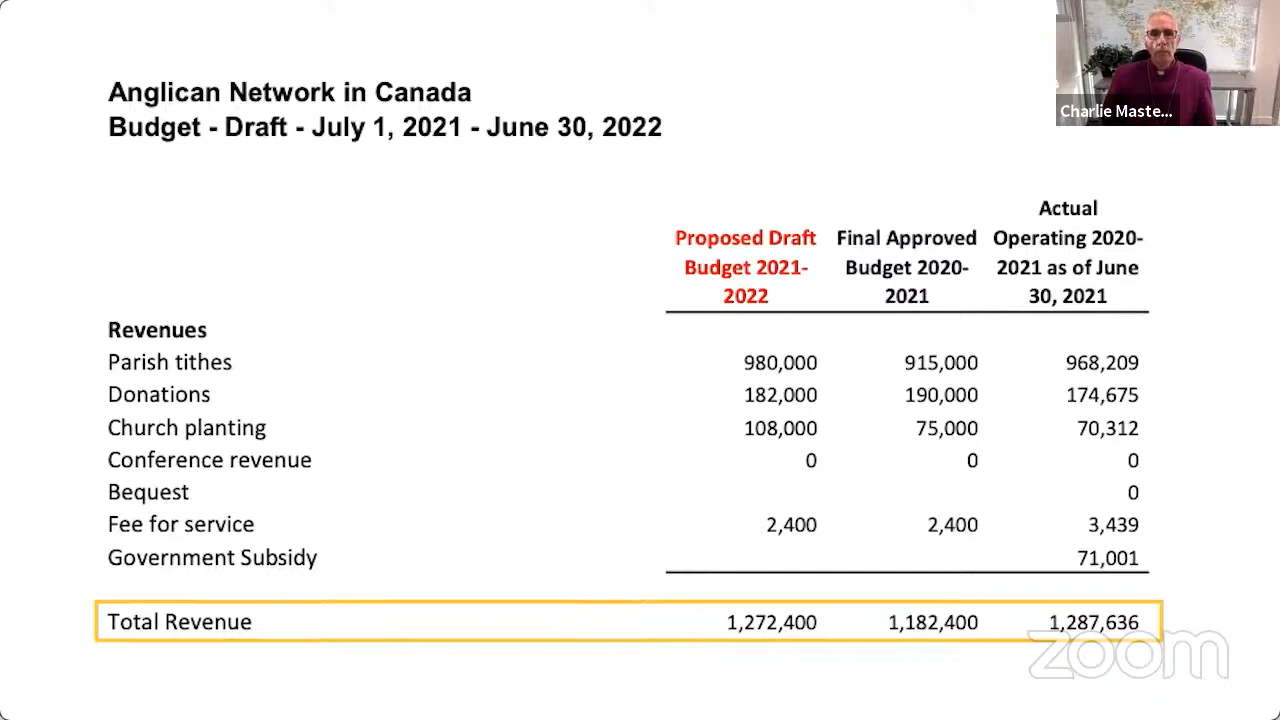 Anglican Network in Canada
Budget - Draft - July 1, 2021 - June 30, 2022
Charlie Maste...
Proposed Draft Budget 2021-2022
Final Approved Budget 2020-2021
Actual Operating 2020-2021 as of June 30, 2021
Revenues
Parish tithes 980,000 915,000 968,209
Donations 182,000 190,000 174,675
Church planting 108,000 75,000 70,312
Conference revenue 0 0 0
Bequest 0
Fee for service 2,400 2,400 3,439
Government Subsidy 71,001
Total Revenue 1,272,400 1,182,400 1,287,636
zoom